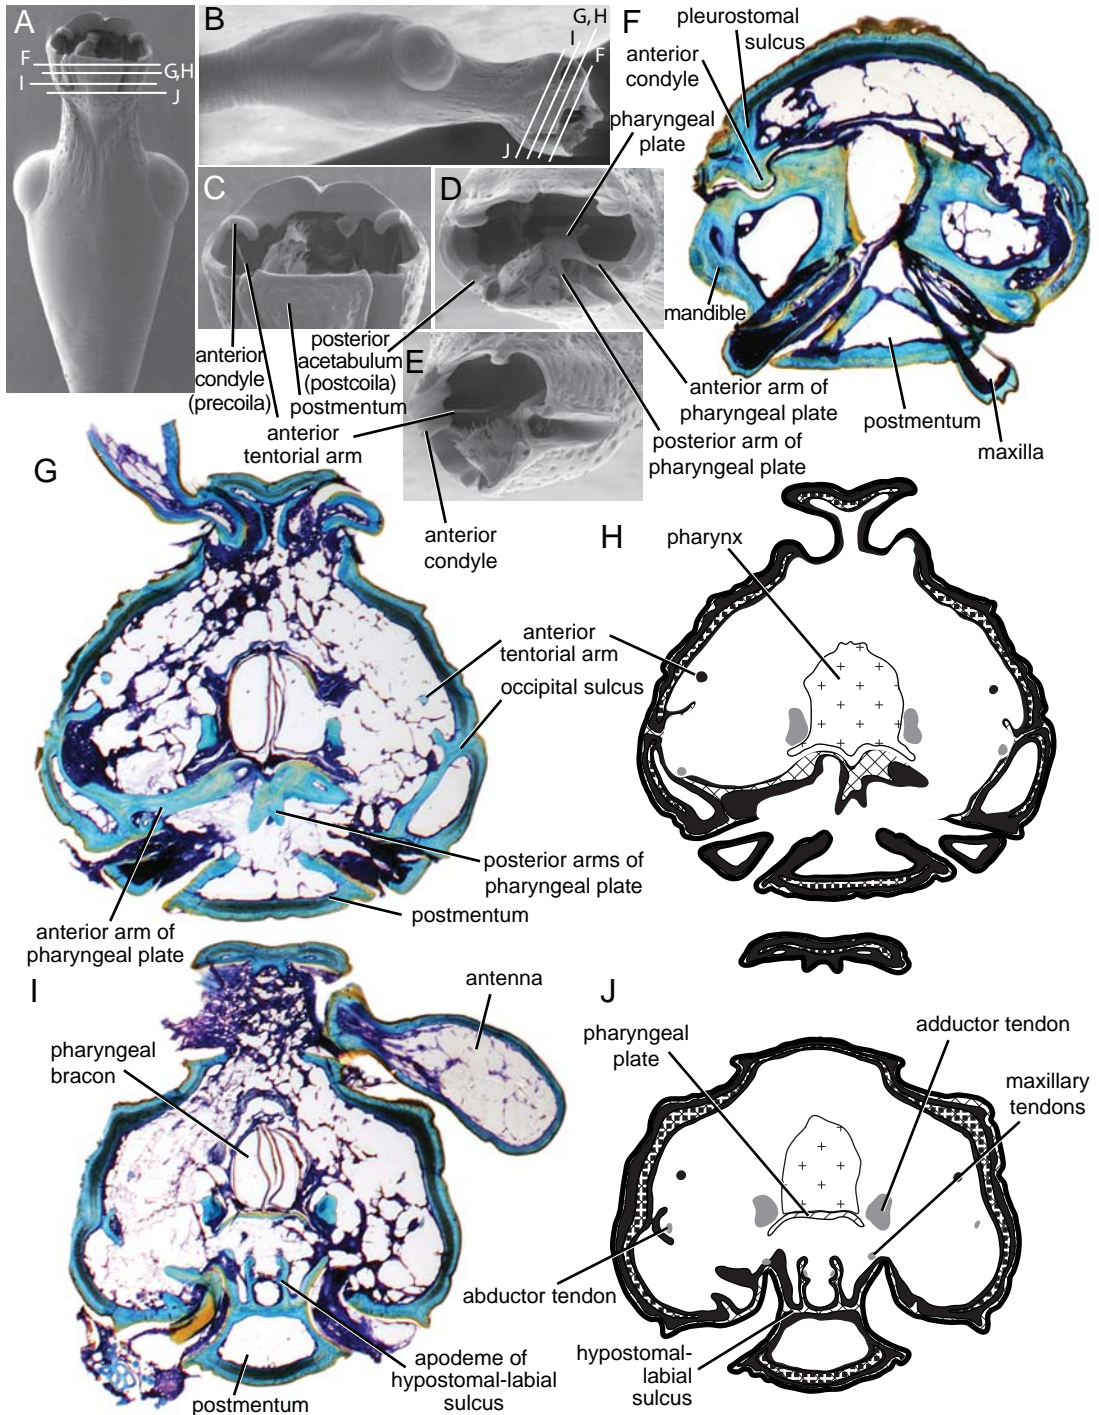 A
F
G,H
I
J
B
G,H
I
F
J
pleurostomal
sulcus
anterior
condyle
pharyngeal
plate
F
mandible
postmentum
maxilla
C
anterior
condyle
(precoila)
postmentum
anterior
tentorial arm
D
posterior
acetabulum
(postcoila)
anterior arm of
pharyngeal plate
posterior arm of
pharyngeal plate
E
anterior
condyle
G
anterior
tentorial arm
occipital sulcus
posterior arms of
pharyngeal plate
postmentum
anterior arm of
pharyngeal plate
H
pharynx
I
antenna
pharyngeal
bracon
apodeme of
hypostomal-labial
sulcus
postmentum
J
pharyngeal
plate
adductor tendon
maxillary
tendons
abductor tendon
hypostomal-
labial
sulcus